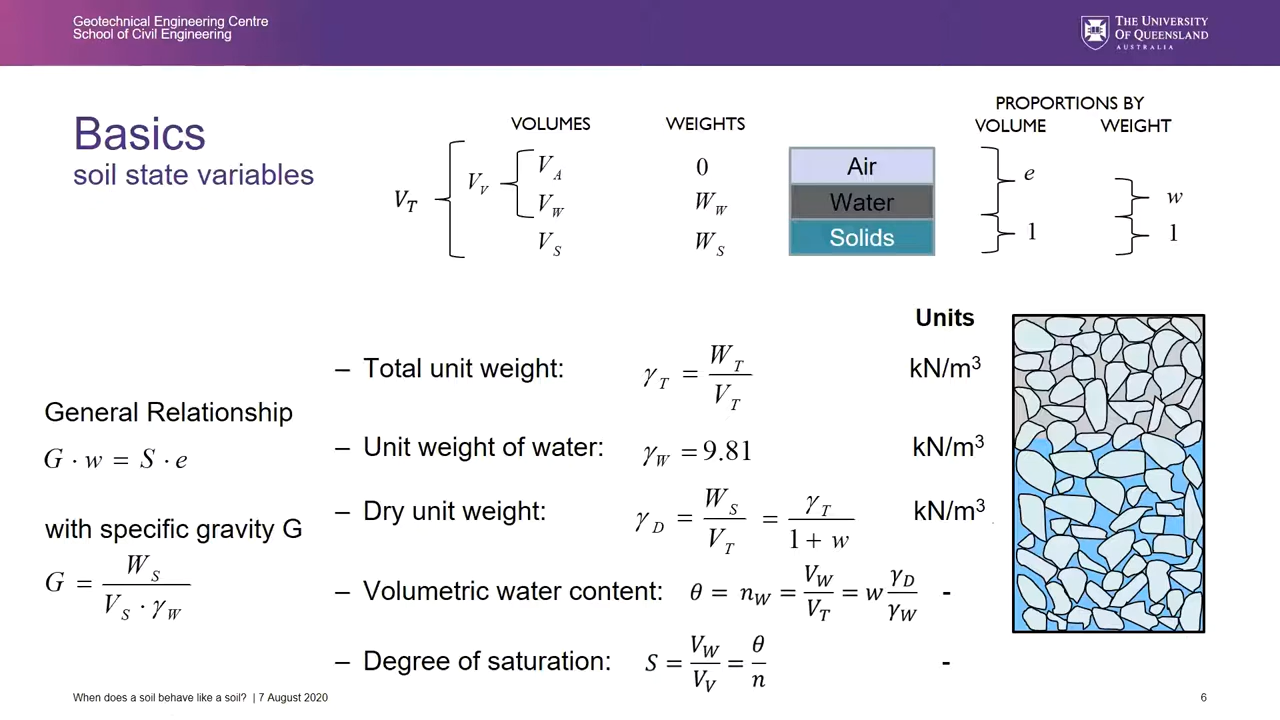 Geotechnical Engineering Centre
School of Civil Engineering
THE UNIVERSITY
OF QUEENSLAND
AUSTRALIA
Basics
soil state variables
VOLUMES WEIGHTS
PROPORTIONS BY
VOLUME WEIGHT
V_T V_V V_A 0 Air e
V_W W_W Water w
V_S W_S Solids 1 1
Units
– Total unit weight: γ_T = W_T / V_T kN/m³
– Unit weight of water: γ_W = 9.81 kN/m³
– Dry unit weight: γ_D = W_S / V_T = γ_T / 1 + w kN/m³
– Volumetric water content: θ = n_W = V_W / V_T = w γ_D / γ_W -
– Degree of saturation: S = V_W / V_V = θ / n -
General Relationship
G · w = S · e
with specific gravity G
G = W_S / V_S · γ_W
When does a soil behave like a soil? | 7 August 2020
6